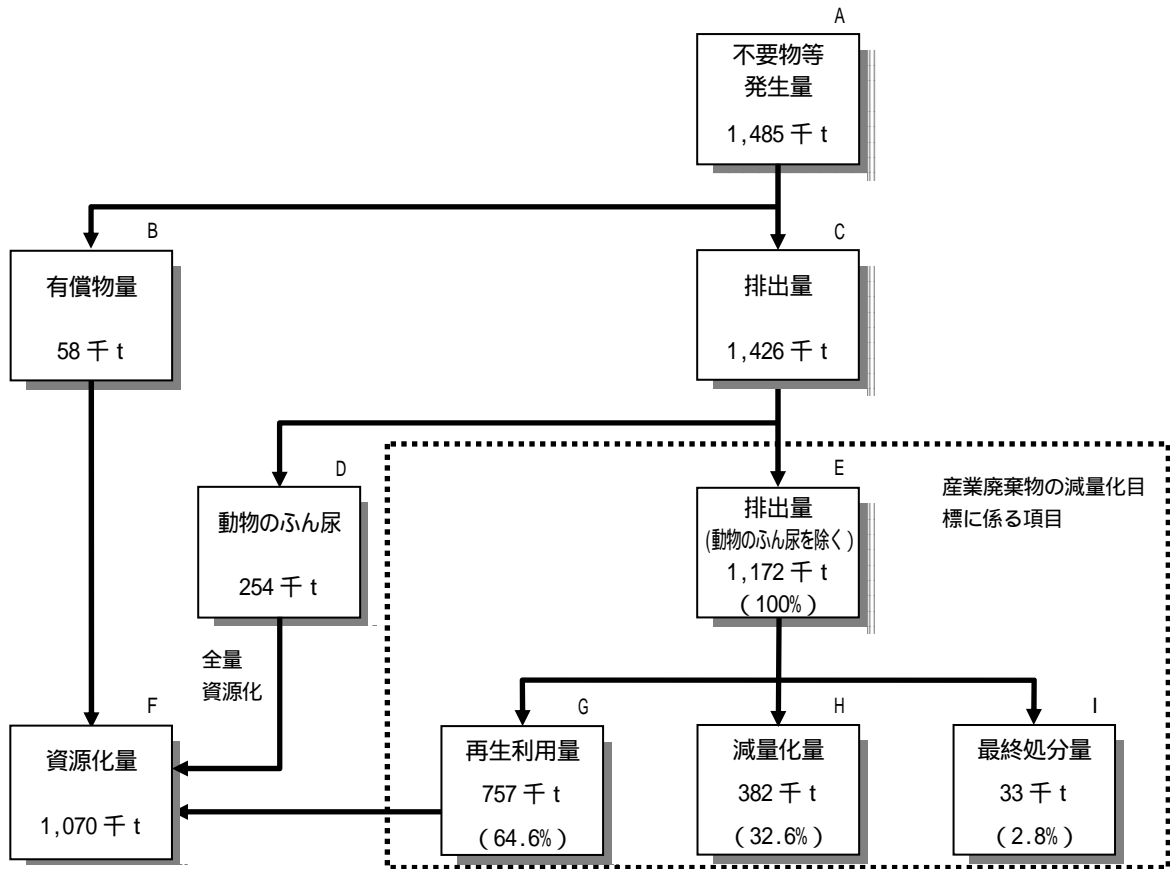 A
不要物等
発生量
1,485 千 t
B
有償物量
58 千 t
C
排出量
1,426 千 t
D
動物のふん尿
254 千 t
E
排出量
(動物のふん尿を除く)
1,172 千 t
(100%)
産業廃棄物の減量化目
標に係る項目
全量
資源化
F
資源化量
1,070 千 t
G
再生利用量
757 千 t
(64.6%)
H
減量化量
382 千 t
(32.6%)
I
最終処分量
33 千 t
(2.8%)